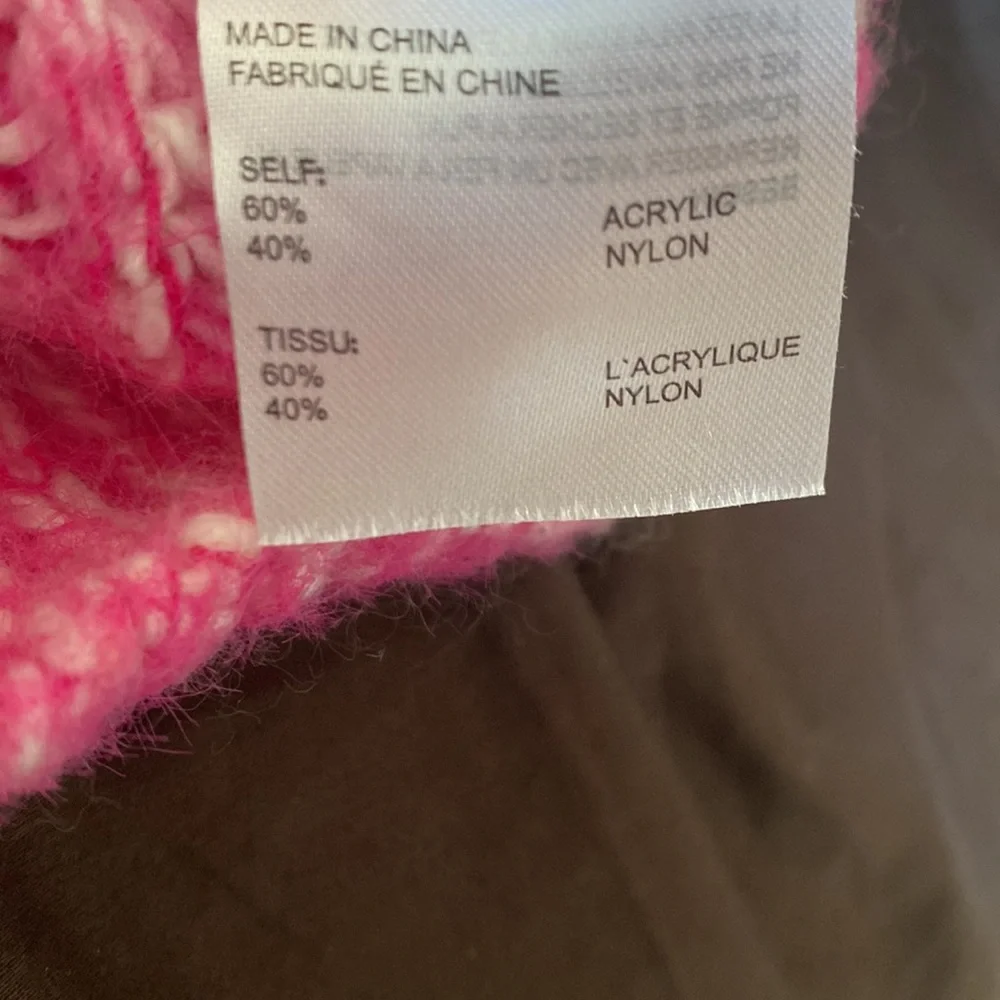 MADE IN CHINA
FABRIQUÉ EN CHINE
SELF:
60% ACRYLIC
40% NYLON
TISSU:
60% L`ACRYLIQUE
40% NYLON